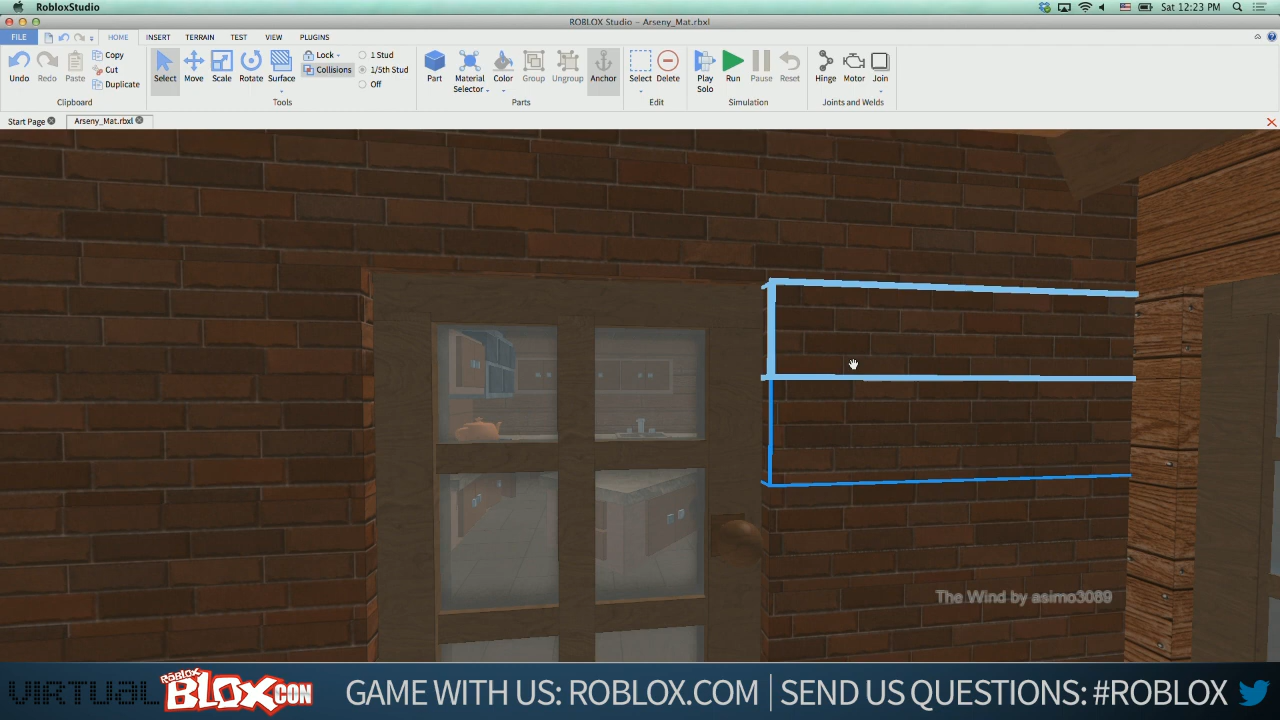 RobloxStudio
Sat 12:23 PM
ROBLOX Studio – Arseny_Mat.rbxl
FILE HOME INSERT TERRAIN TEST VIEW PLUGINS
Undo Redo Paste Copy Cut Duplicate
Clipboard
Select Move Scale Rotate Surface Lock Collisions 1 Stud 1/5th Stud Off
Tools
Part Material Selector Color Group Ungroup Anchor
Parts
Select Delete
Edit
Play Solo Run Pause Reset
Simulation
Hinge Motor Join
Joints and Welds
Start Page Arseny_Mat.rbxl
The Wind by asimo3089
VIRTUAL ROBLOX BLOXCON GAME WITH US: ROBLOX.COM | SEND US QUESTIONS: #ROBLOX